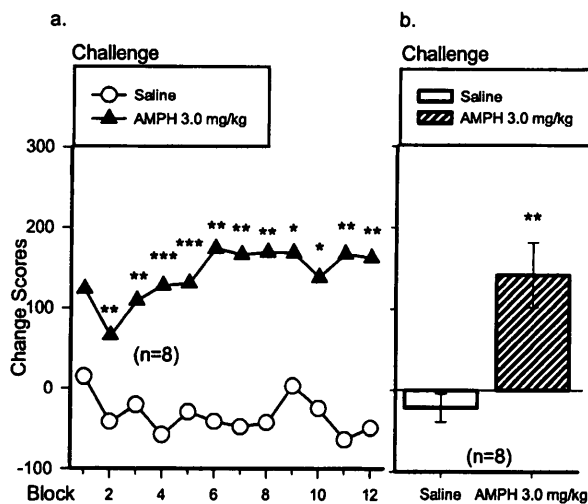 a.
Challenge
Saline
AMPH 3.0 mg/kg
300
200
100
0
-100
Change Scores
** ** *** *** ** ** ** * * ** **
(n=8)
Block
2 4 6 8 10 12
b.
Challenge
Saline
AMPH 3.0 mg/kg
**
(n=8)
Saline AMPH 3.0 mg/kg